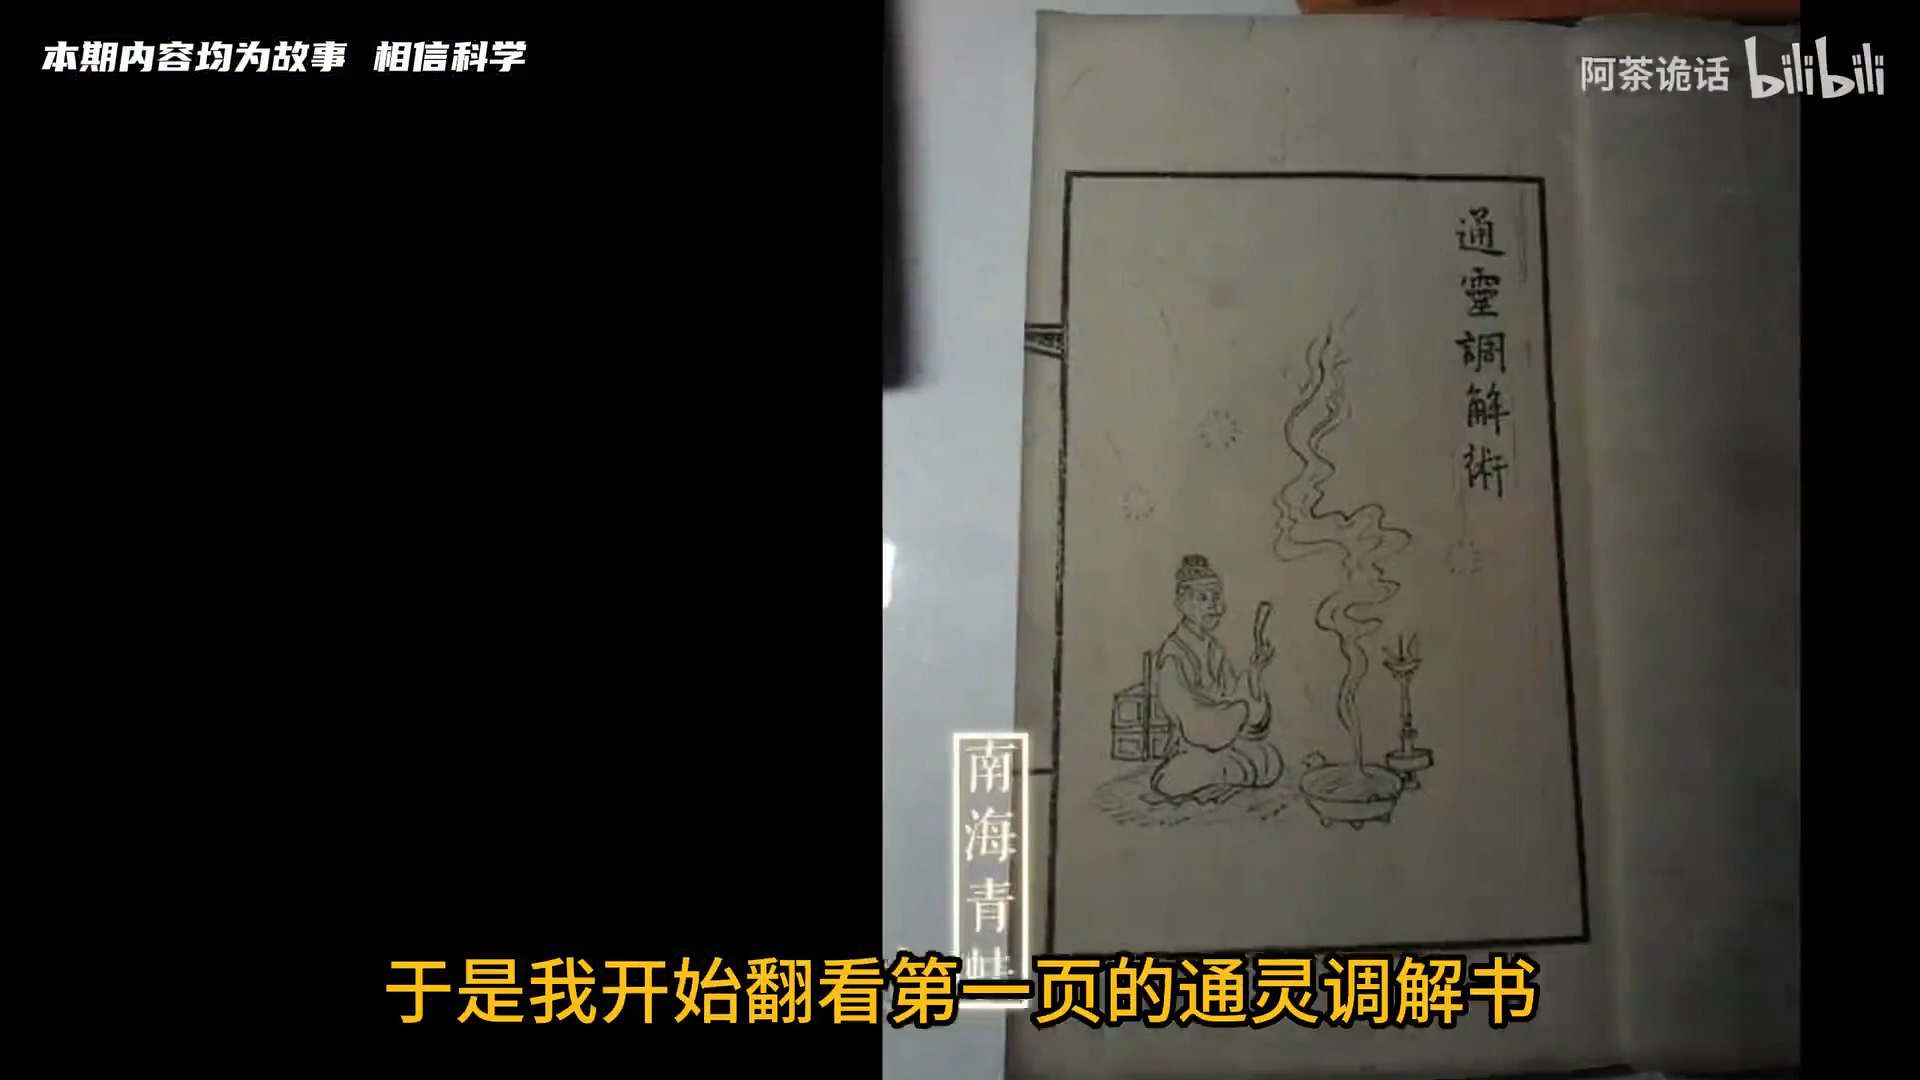 本期内容均为故事 相信科学
阿茶诡话 bilibili
通靈調解術
南海青蛙
于是我开始翻看第一页的通灵调解书